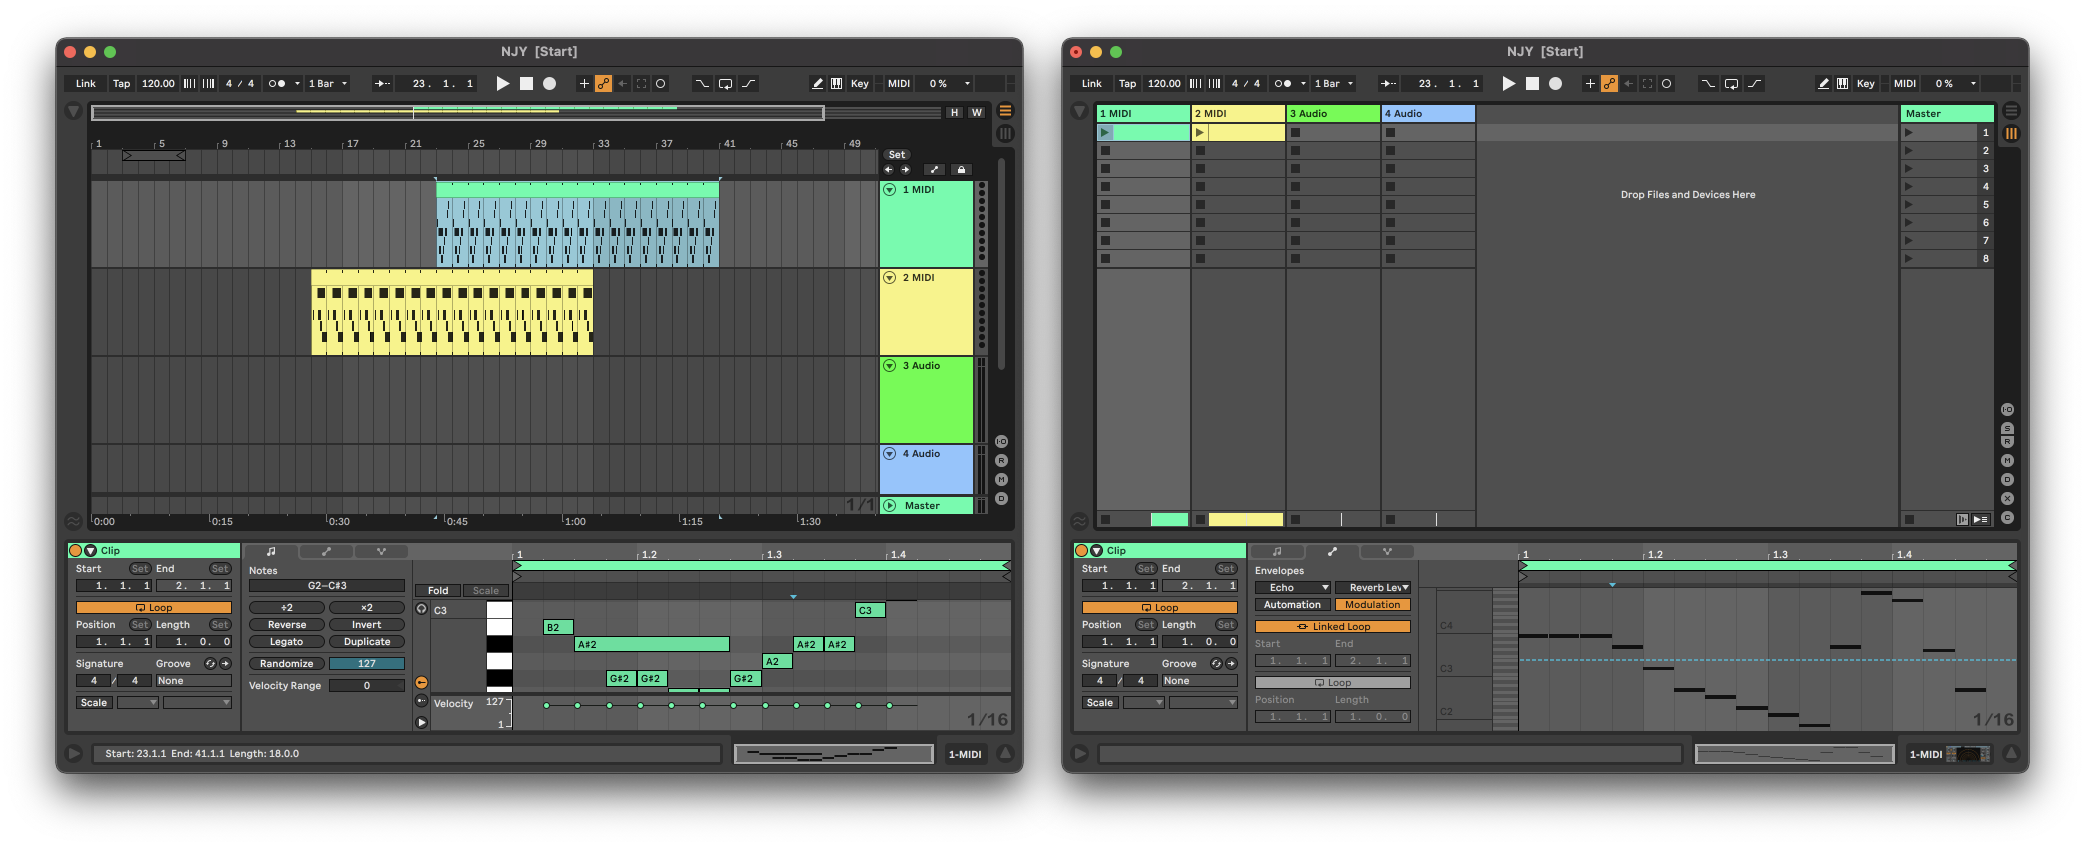 NJY [Start]
Link Tap 120.00 4 / 4 1 Bar 23. 1. 1 Key MIDI 0 %
H W
1 5 9 13 17 21 25 29 33 37 41 45 49
Set
1 MIDI
2 MIDI
3 Audio
4 Audio
1/1
Master
0:00 0:15 0:30 0:45 1:00 1:15 1:30
I·O
R
M
D
Clip
Start Set End Set
1. 1. 1 2. 1. 1
Loop
Position Set Length Set
1. 1. 1 1. 0. 0
Signature Groove
4 / 4 None
Scale
Notes
G2–C#3
÷2 ×2
Reverse Invert
Legato Duplicate
Randomize 127
Velocity Range 0
1 1.2 1.3 1.4
Fold Scale
C3
C3
B2
A#2 A#2 A#2
A2
G#2 G#2 G#2
Velocity 127
1
1/16
Start: 23.1.1 End: 41.1.1 Length: 18.0.0
1-MIDI
NJY [Start]
Link Tap 120.00 4 / 4 1 Bar 23. 1. 1 Key MIDI 0 %
1 MIDI 2 MIDI 3 Audio 4 Audio Master
1
2
3
4
5
6
7
8
Drop Files and Devices Here
I·O
S
R
M
D
X
C
Clip
Start Set End Set
1. 1. 1 2. 1. 1
Loop
Position Set Length Set
1. 1. 1 1. 0. 0
Signature Groove
4 / 4 None
Scale
Envelopes
Echo Reverb Lev
Automation Modulation
Linked Loop
Start End
1. 1. 1 2. 1. 1
Loop
Position Length
1. 1. 1 1. 0. 0
1 1.2 1.3 1.4
C4
C3
C2
1/16
1-MIDI